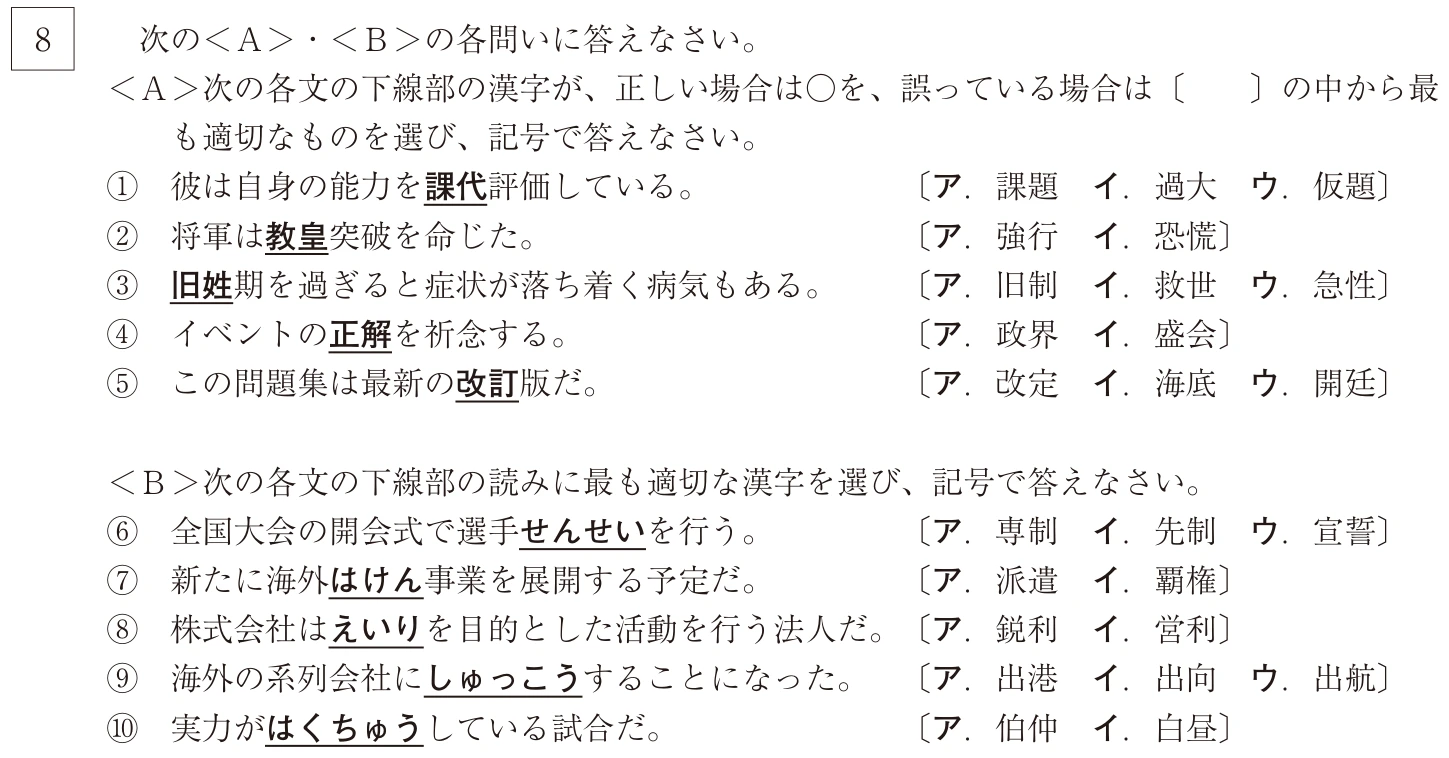 8　次の＜Ａ＞・＜Ｂ＞の各問いに答えなさい。
＜Ａ＞次の各文の下線部の漢字が、正しい場合は○を、誤っている場合は〔　　〕の中から最
も適切なものを選び、記号で答えなさい。
①　彼は自身の能力を課代評価している。　〔ア．課題　イ．過大　ウ．仮題〕
②　将軍は教皇突破を命じた。　〔ア．強行　イ．恐慌〕
③　旧姓期を過ぎると症状が落ち着く病気もある。　〔ア．旧制　イ．救世　ウ．急性〕
④　イベントの正解を祈念する。　〔ア．政界　イ．盛会〕
⑤　この問題集は最新の改訂版だ。　〔ア．改定　イ．海底　ウ．開廷〕
＜Ｂ＞次の各文の下線部の読みに最も適切な漢字を選び、記号で答えなさい。
⑥　全国大会の開会式で選手せんせいを行う。　〔ア．専制　イ．先制　ウ．宣誓〕
⑦　新たに海外はけん事業を展開する予定だ。　〔ア．派遣　イ．覇権〕
⑧　株式会社はえいりを目的とした活動を行う法人だ。　〔ア．鋭利　イ．営利〕
⑨　海外の系列会社にしゅっこうすることになった。　〔ア．出港　イ．出向　ウ．出航〕
⑩　実力がはくちゅうしている試合だ。　〔ア．伯仲　イ．白昼〕